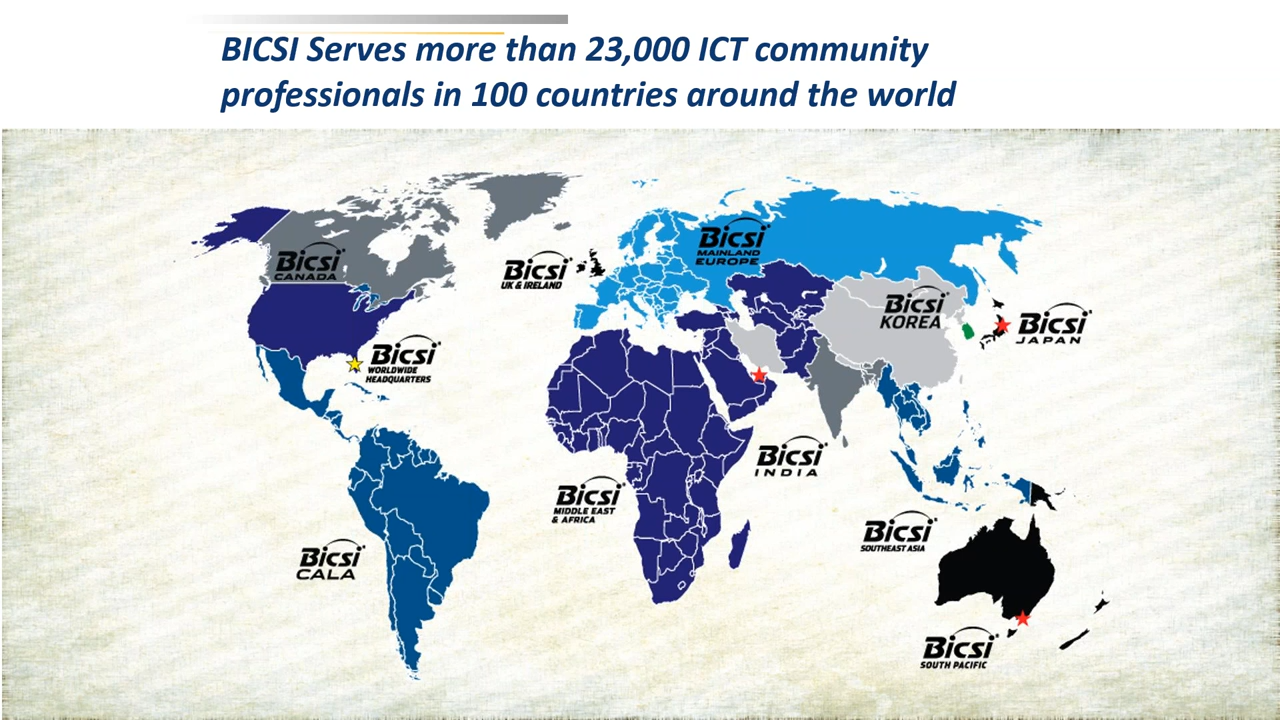 BICSI Serves more than 23,000 ICT community
professionals in 100 countries around the world
Bicsi
CANADA
Bicsi
UK & IRELAND
Bicsi
MAINLAND
EUROPE
Bicsi
KOREA
Bicsi
JAPAN
Bicsi
WORLDWIDE
HEADQUARTERS
Bicsi
INDIA
Bicsi
MIDDLE EAST
& AFRICA
Bicsi
SOUTHEAST ASIA
Bicsi
CALA
Bicsi
SOUTH PACIFIC